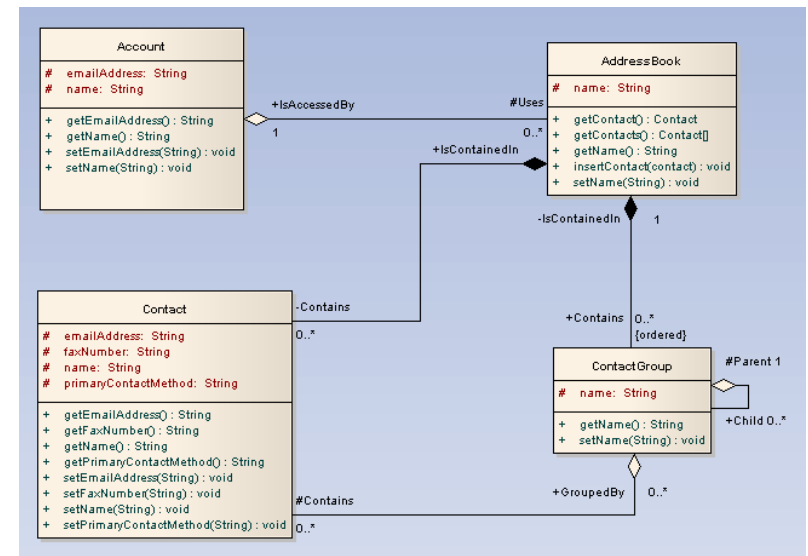 Account
# emailAddress: String
# name: String
+ getEmailAddress() : String
+ getName() : String
+ setEmailAddress(String) : void
+ setName(String) : void
+IsAccessedBy
1
#Uses
0..*
AddressBook
# name: String
+ getContact() : Contact
+ getContacts() : Contact[]
+ getName() : String
+ insertContact(contact) : void
+ setName(String) : void
+IsContainedIn
-IsContainedIn
1
Contact
# emailAddress: String
# faxNumber: String
# name: String
# primaryContactMethod: String
+ getEmailAddress() : String
+ getFaxNumber() : String
+ getName() : String
+ getPrimaryContactMethod() : String
+ setEmailAddress(String) : void
+ setFaxNumber(String) : void
+ setName(String) : void
+ setPrimaryContactMethod(String) : void
-Contains
0..*
+Contains
0..*
{ordered}
ContactGroup
# name: String
+ getName() : String
+ setName(String) : void
#Parent 1
+Child 0..*
+GroupedBy
0..*
#Contains
0..*